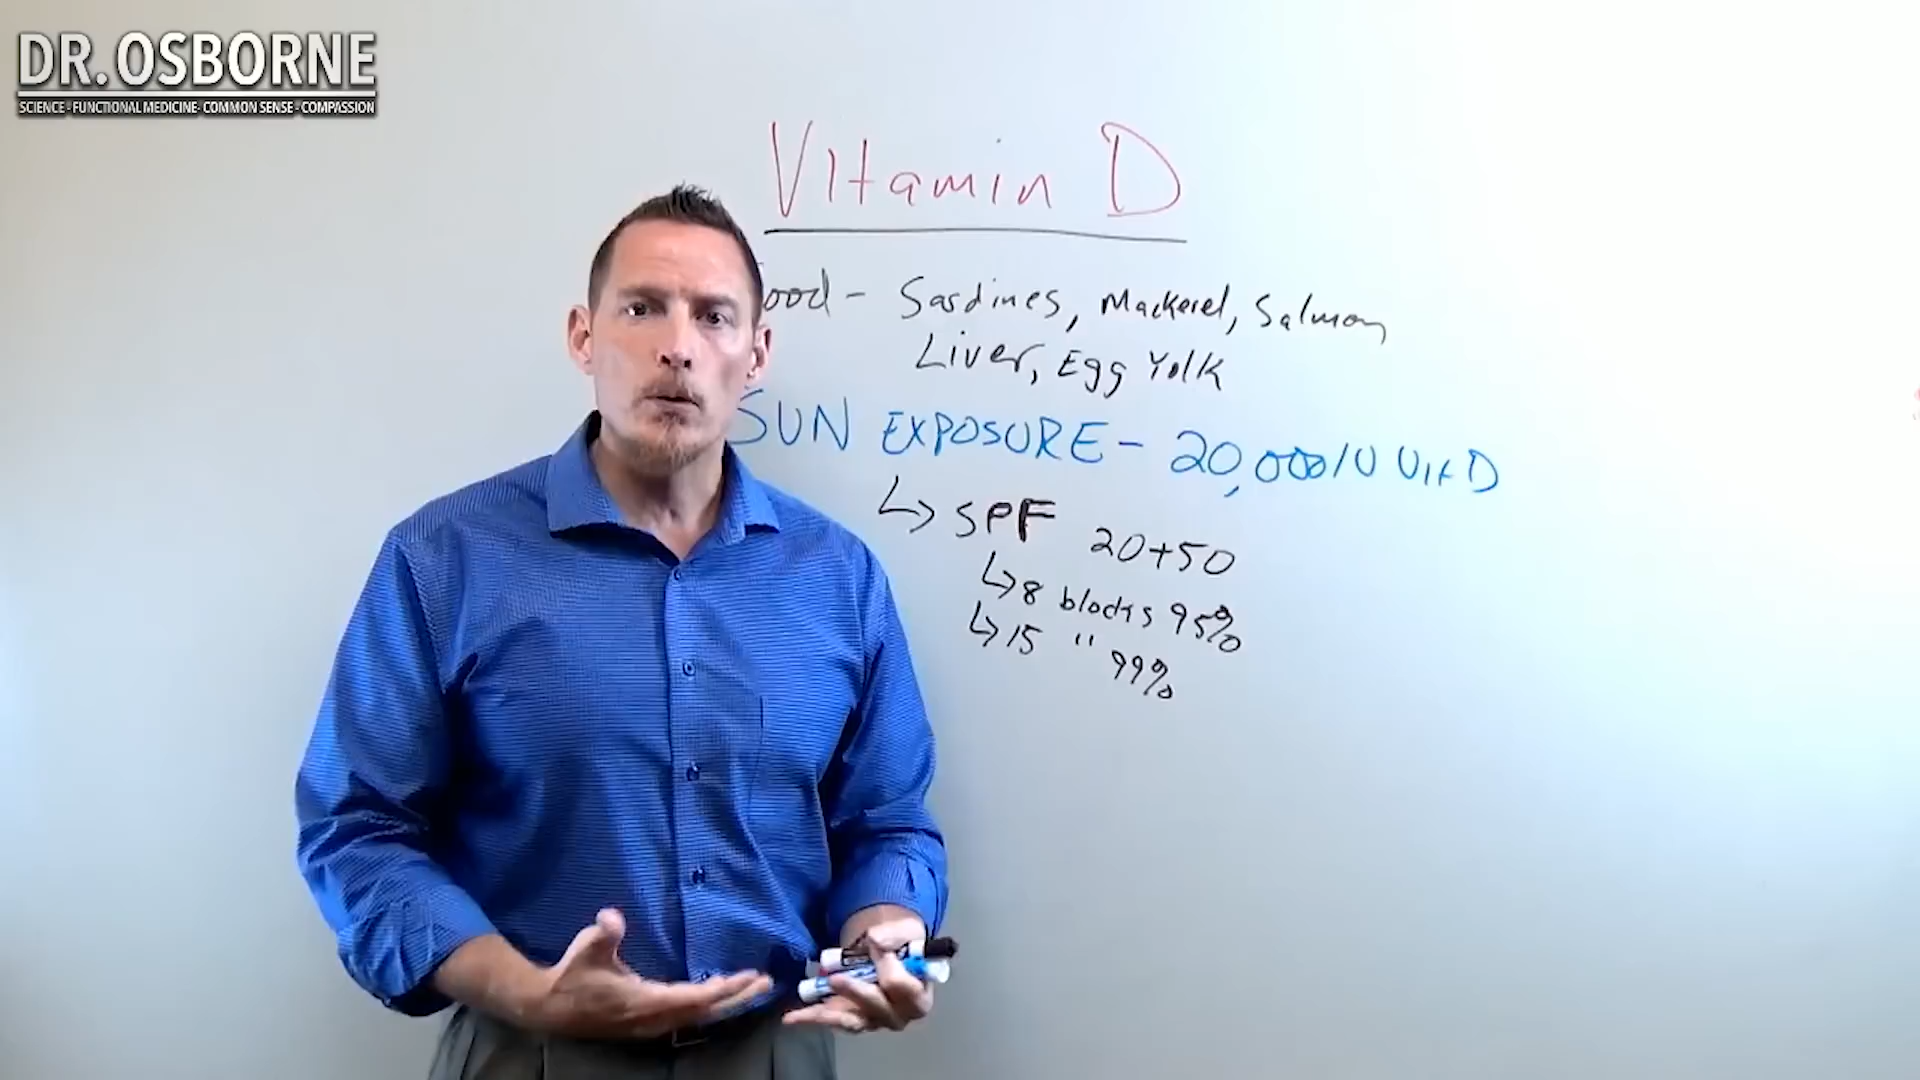 DR. OSBORNE
SCIENCE - FUNCTIONAL MEDICINE - COMMON SENSE - COMPASSION
Vitamin D
ood - Sardines, Mackerel, Salmon
Liver, Egg Yolk
SUN EXPOSURE - 20,000 IU Vit D
↳ SPF 20+50
↳ 8 blocks 95%
↳ 15 " 99%